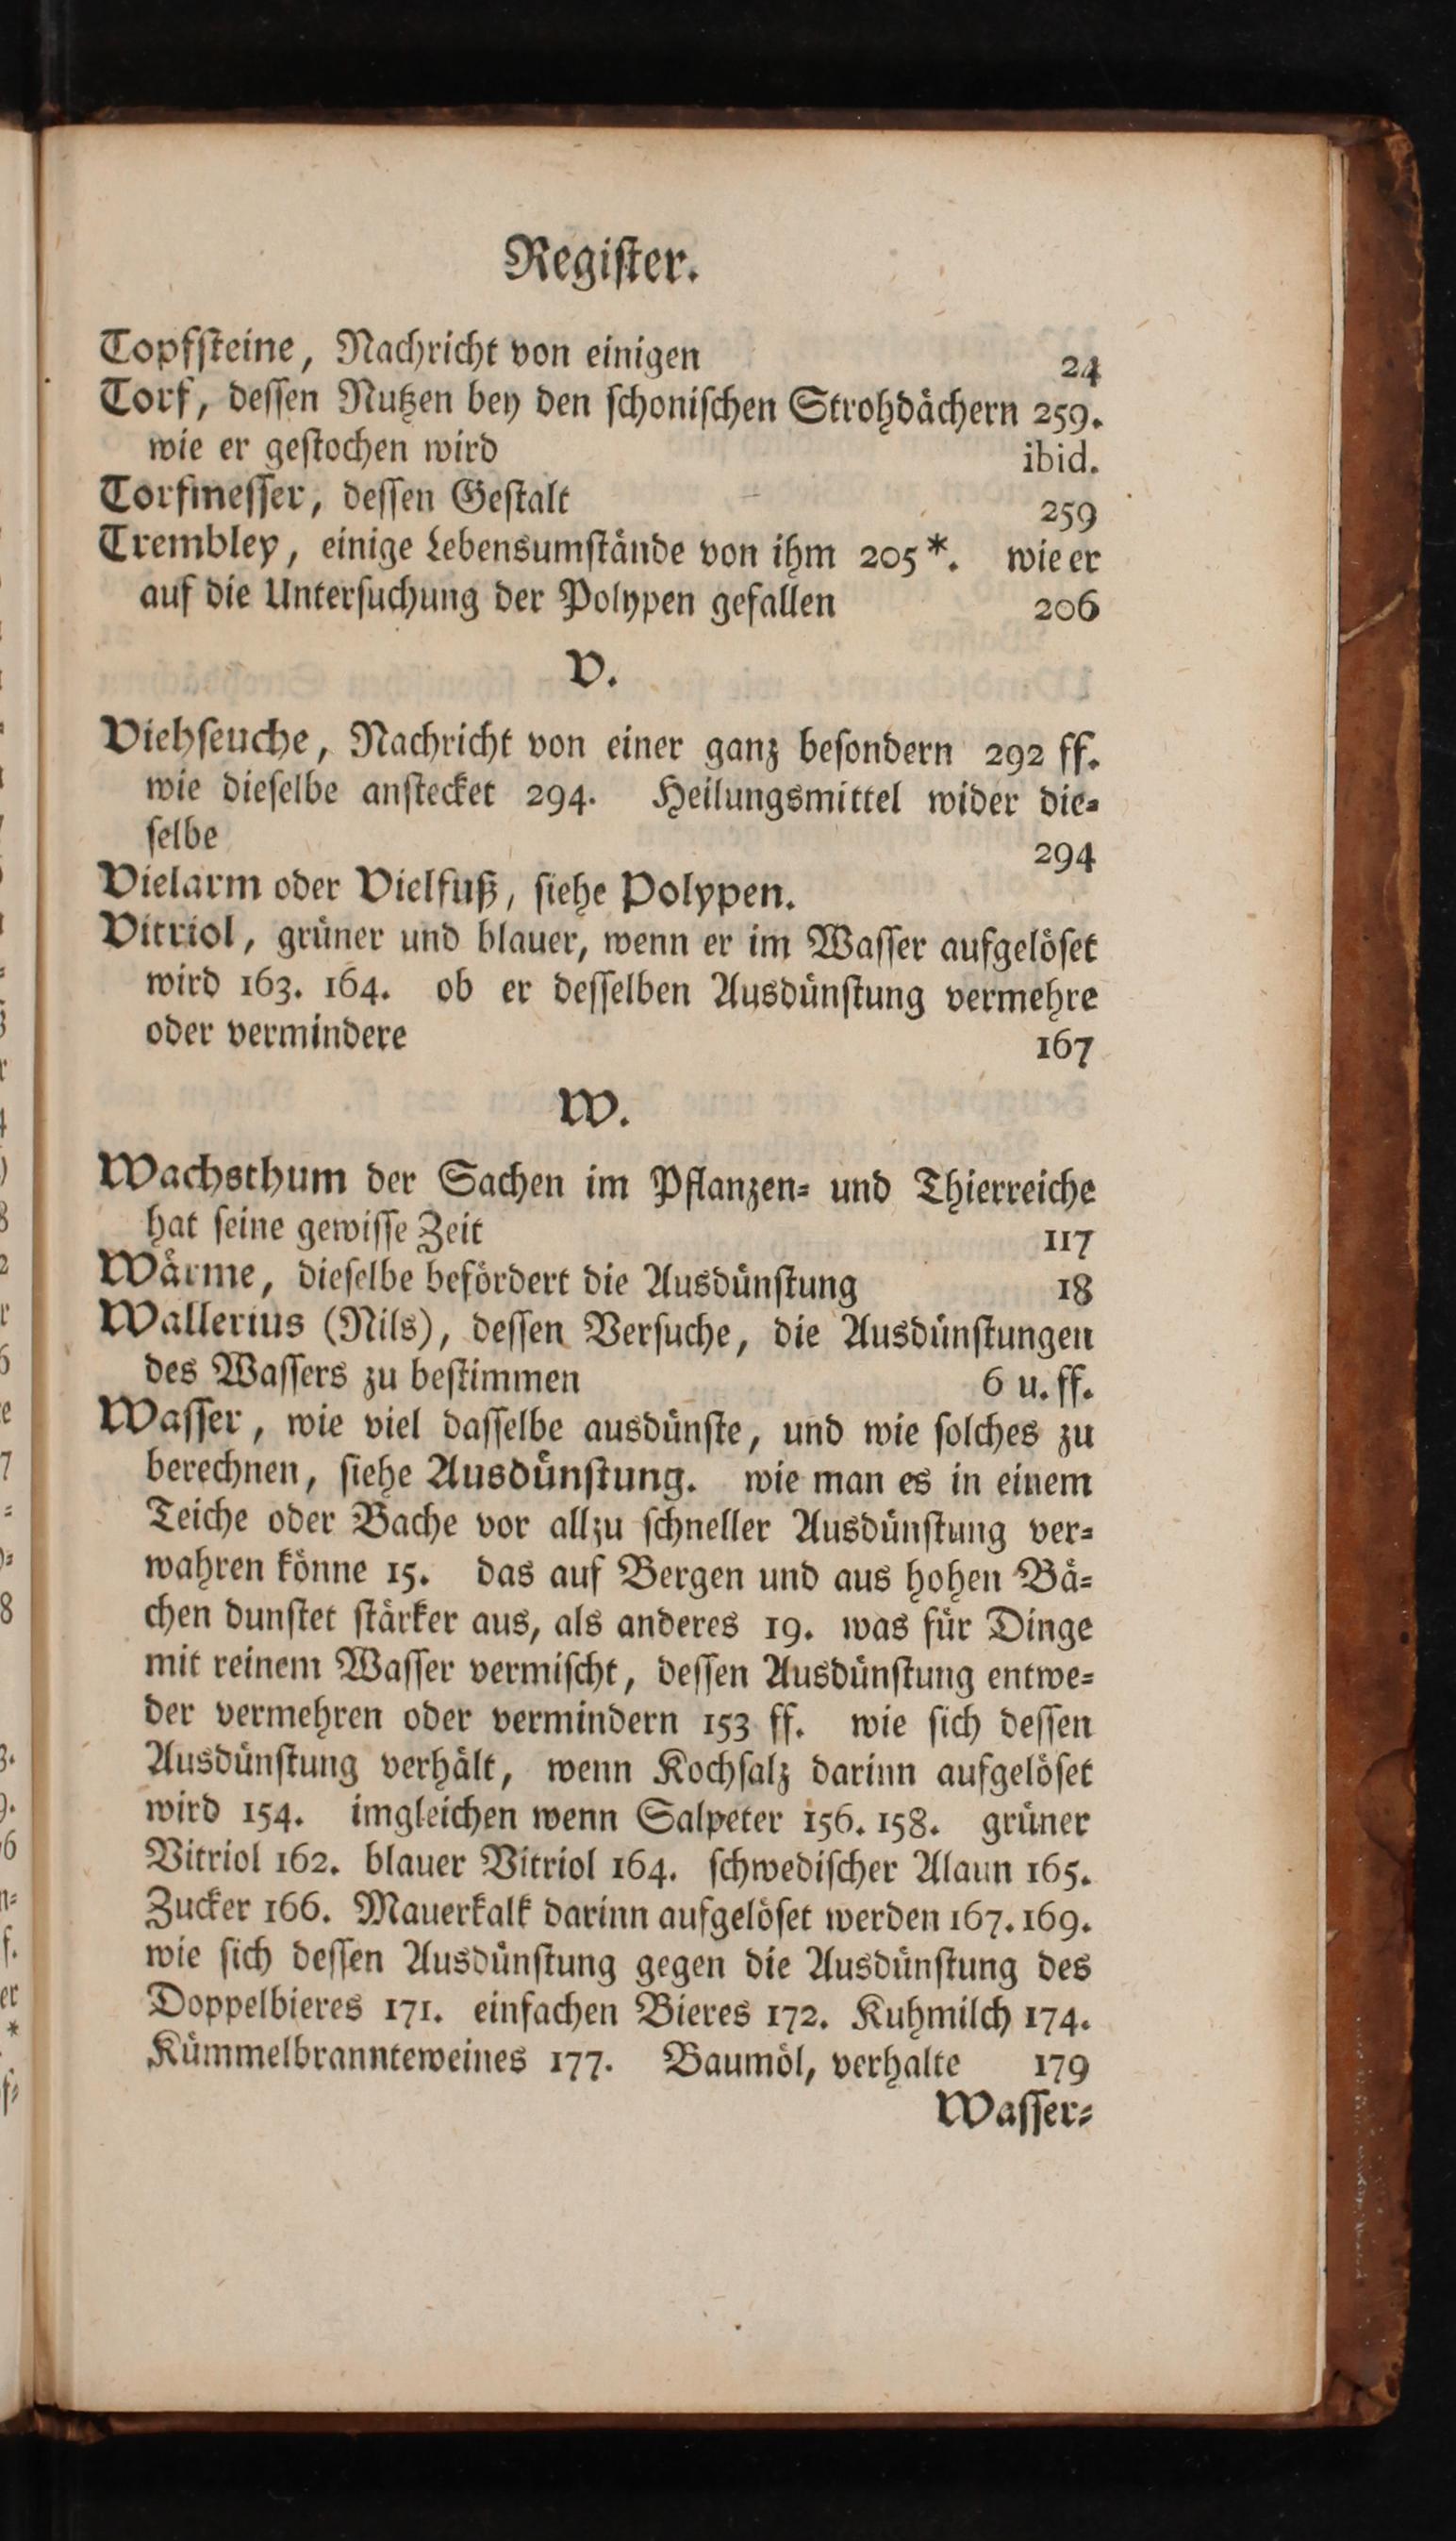 Regiſter.
Topfſteine, Nachricht von einigen 24
Torf, deſſen Nutzen bey den ſchoniſchen Strohdächern 259.
wie er geſtochen wird ibid.
Torfmeſſer, deſſen Geſtalt 259
Trembley, einige Lebensumſtände von ihm 205*. wie er
auf die Unterſuchung der Polypen gefallen 206
V.
Viehſeuche, Nachricht von einer ganz beſondern 292 ff.
wie dieſelbe anſtecket 294. Heilungsmittel wider die-
ſelbe 294
Vielarm oder Vielfuß, ſiehe Polypen.
Vitriol, grüner und blauer, wenn er im Waſſer aufgelöſet
wird 163. 164. ob er deſſelben Ausdünſtung vermehre
oder vermindere 167
W.
Wachsthum der Sachen im Pflanzen- und Thierreiche
hat ſeine gewiſſe Zeit 117
Wärme, dieſelbe befördert die Ausdünſtung 18
Wallerius (Nils), deſſen Verſuche, die Ausdünſtungen
des Waſſers zu beſtimmen 6 u. ff.
Waſſer, wie viel daſſelbe ausdünſte, und wie ſolches zu
berechnen, ſiehe Ausdünſtung. wie man es in einem
Teiche oder Bache vor allzu ſchneller Ausdünſtung ver-
wahren könne 15. das auf Bergen und aus hohen Bä-
chen dunſtet ſtärker aus, als anderes 19. was für Dinge
mit reinem Waſſer vermiſcht, deſſen Ausdünſtung entwe-
der vermehren oder vermindern 153 ff. wie ſich deſſen
Ausdünſtung verhält, wenn Kochſalz darinn aufgelöſet
wird 154. imgleichen wenn Salpeter 156. 158. grüner
Vitriol 162. blauer Vitriol 164. ſchwediſcher Alaun 165.
Zucker 166. Mauerkalk darinn aufgelöſet werden 167. 169.
wie ſich deſſen Ausdünſtung gegen die Ausdünſtung des
Doppelbieres 171. einfachen Bieres 172. Kuhmilch 174.
Kümmelbrannteweines 177. Baumöl, verhalte 179
Waſſer-